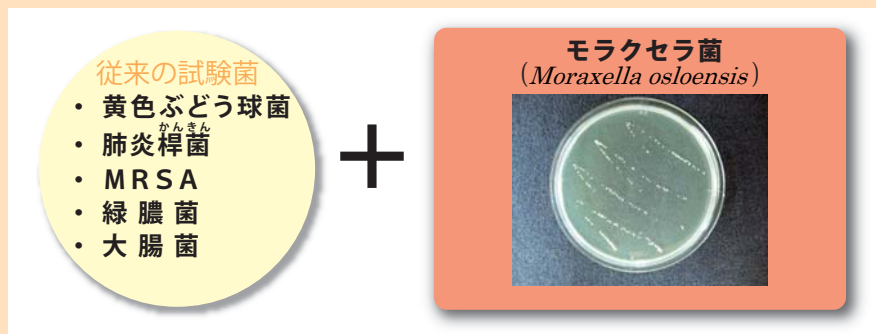 従来の試験菌
・ 黄色ぶどう球菌
かんきん
・ 肺炎桿菌
・ MRSA
・ 緑膿菌
・ 大腸菌
+
モラクセラ菌
(Moraxella osloensis)